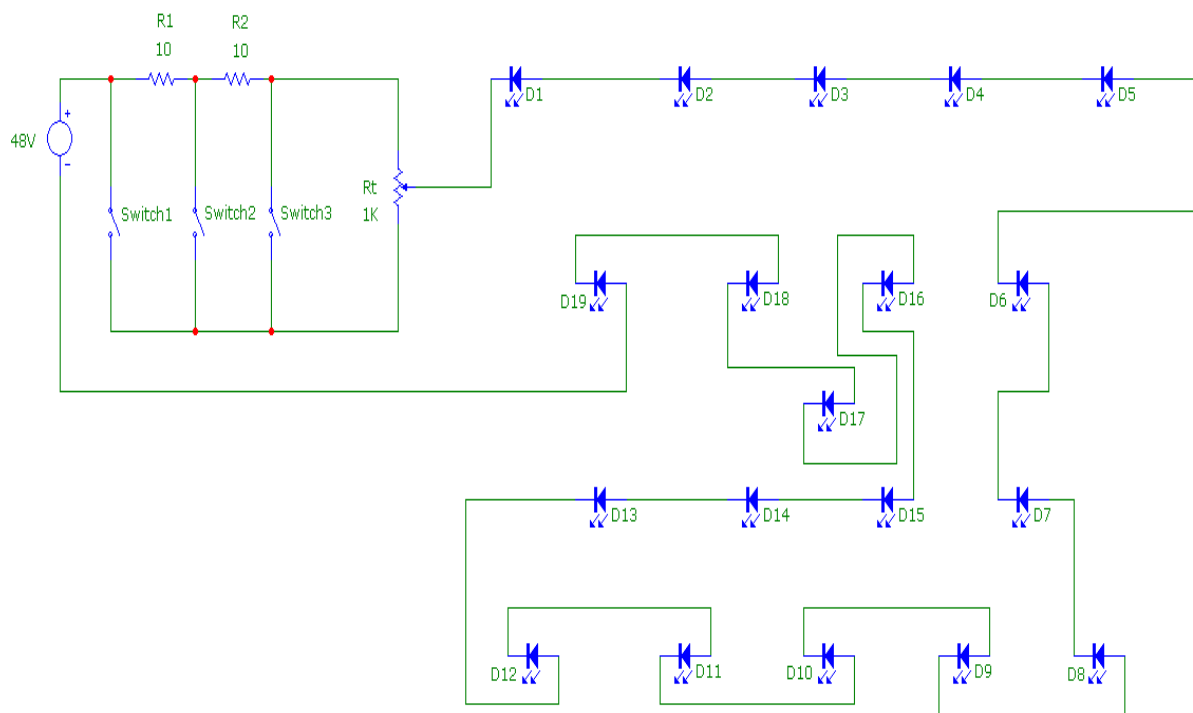 R1
R2
10
10
+
48V
-
D1
D2
D3
D4
D5
Rt
1K
Switch1
Switch2
Switch3
D19
D18
D16
D6
D17
D13
D14
D15
D7
D12
D11
D10
D9
D8